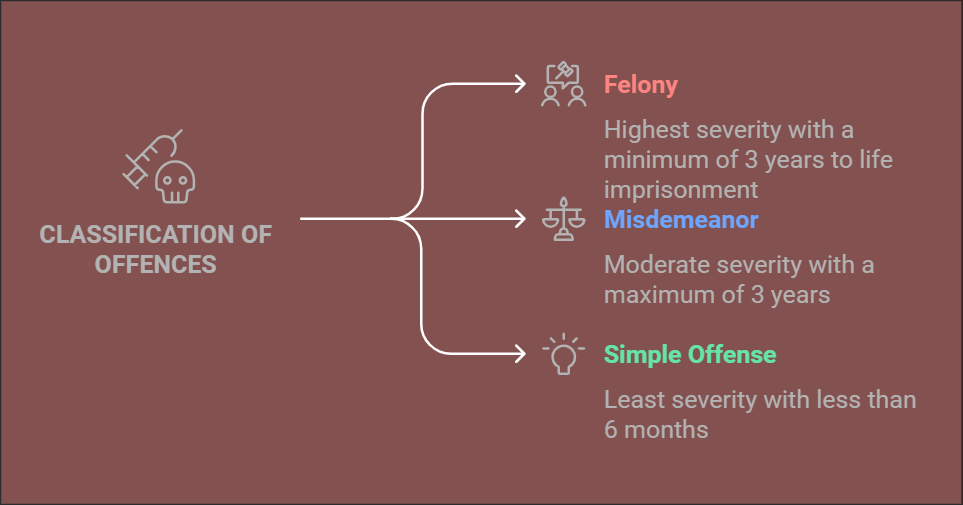 CLASSIFICATION OF
OFFENCES
Felony
Highest severity with a
minimum of 3 years to life
imprisonment
Misdemeanor
Moderate severity with a
maximum of 3 years
Simple Offense
Least severity with less than
6 months